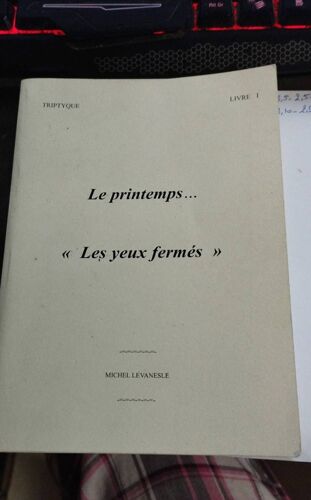 TRIPTYQUE LIVRE I
Le printemps...
« Les yeux fermés »
MICHEL LEVANESLE